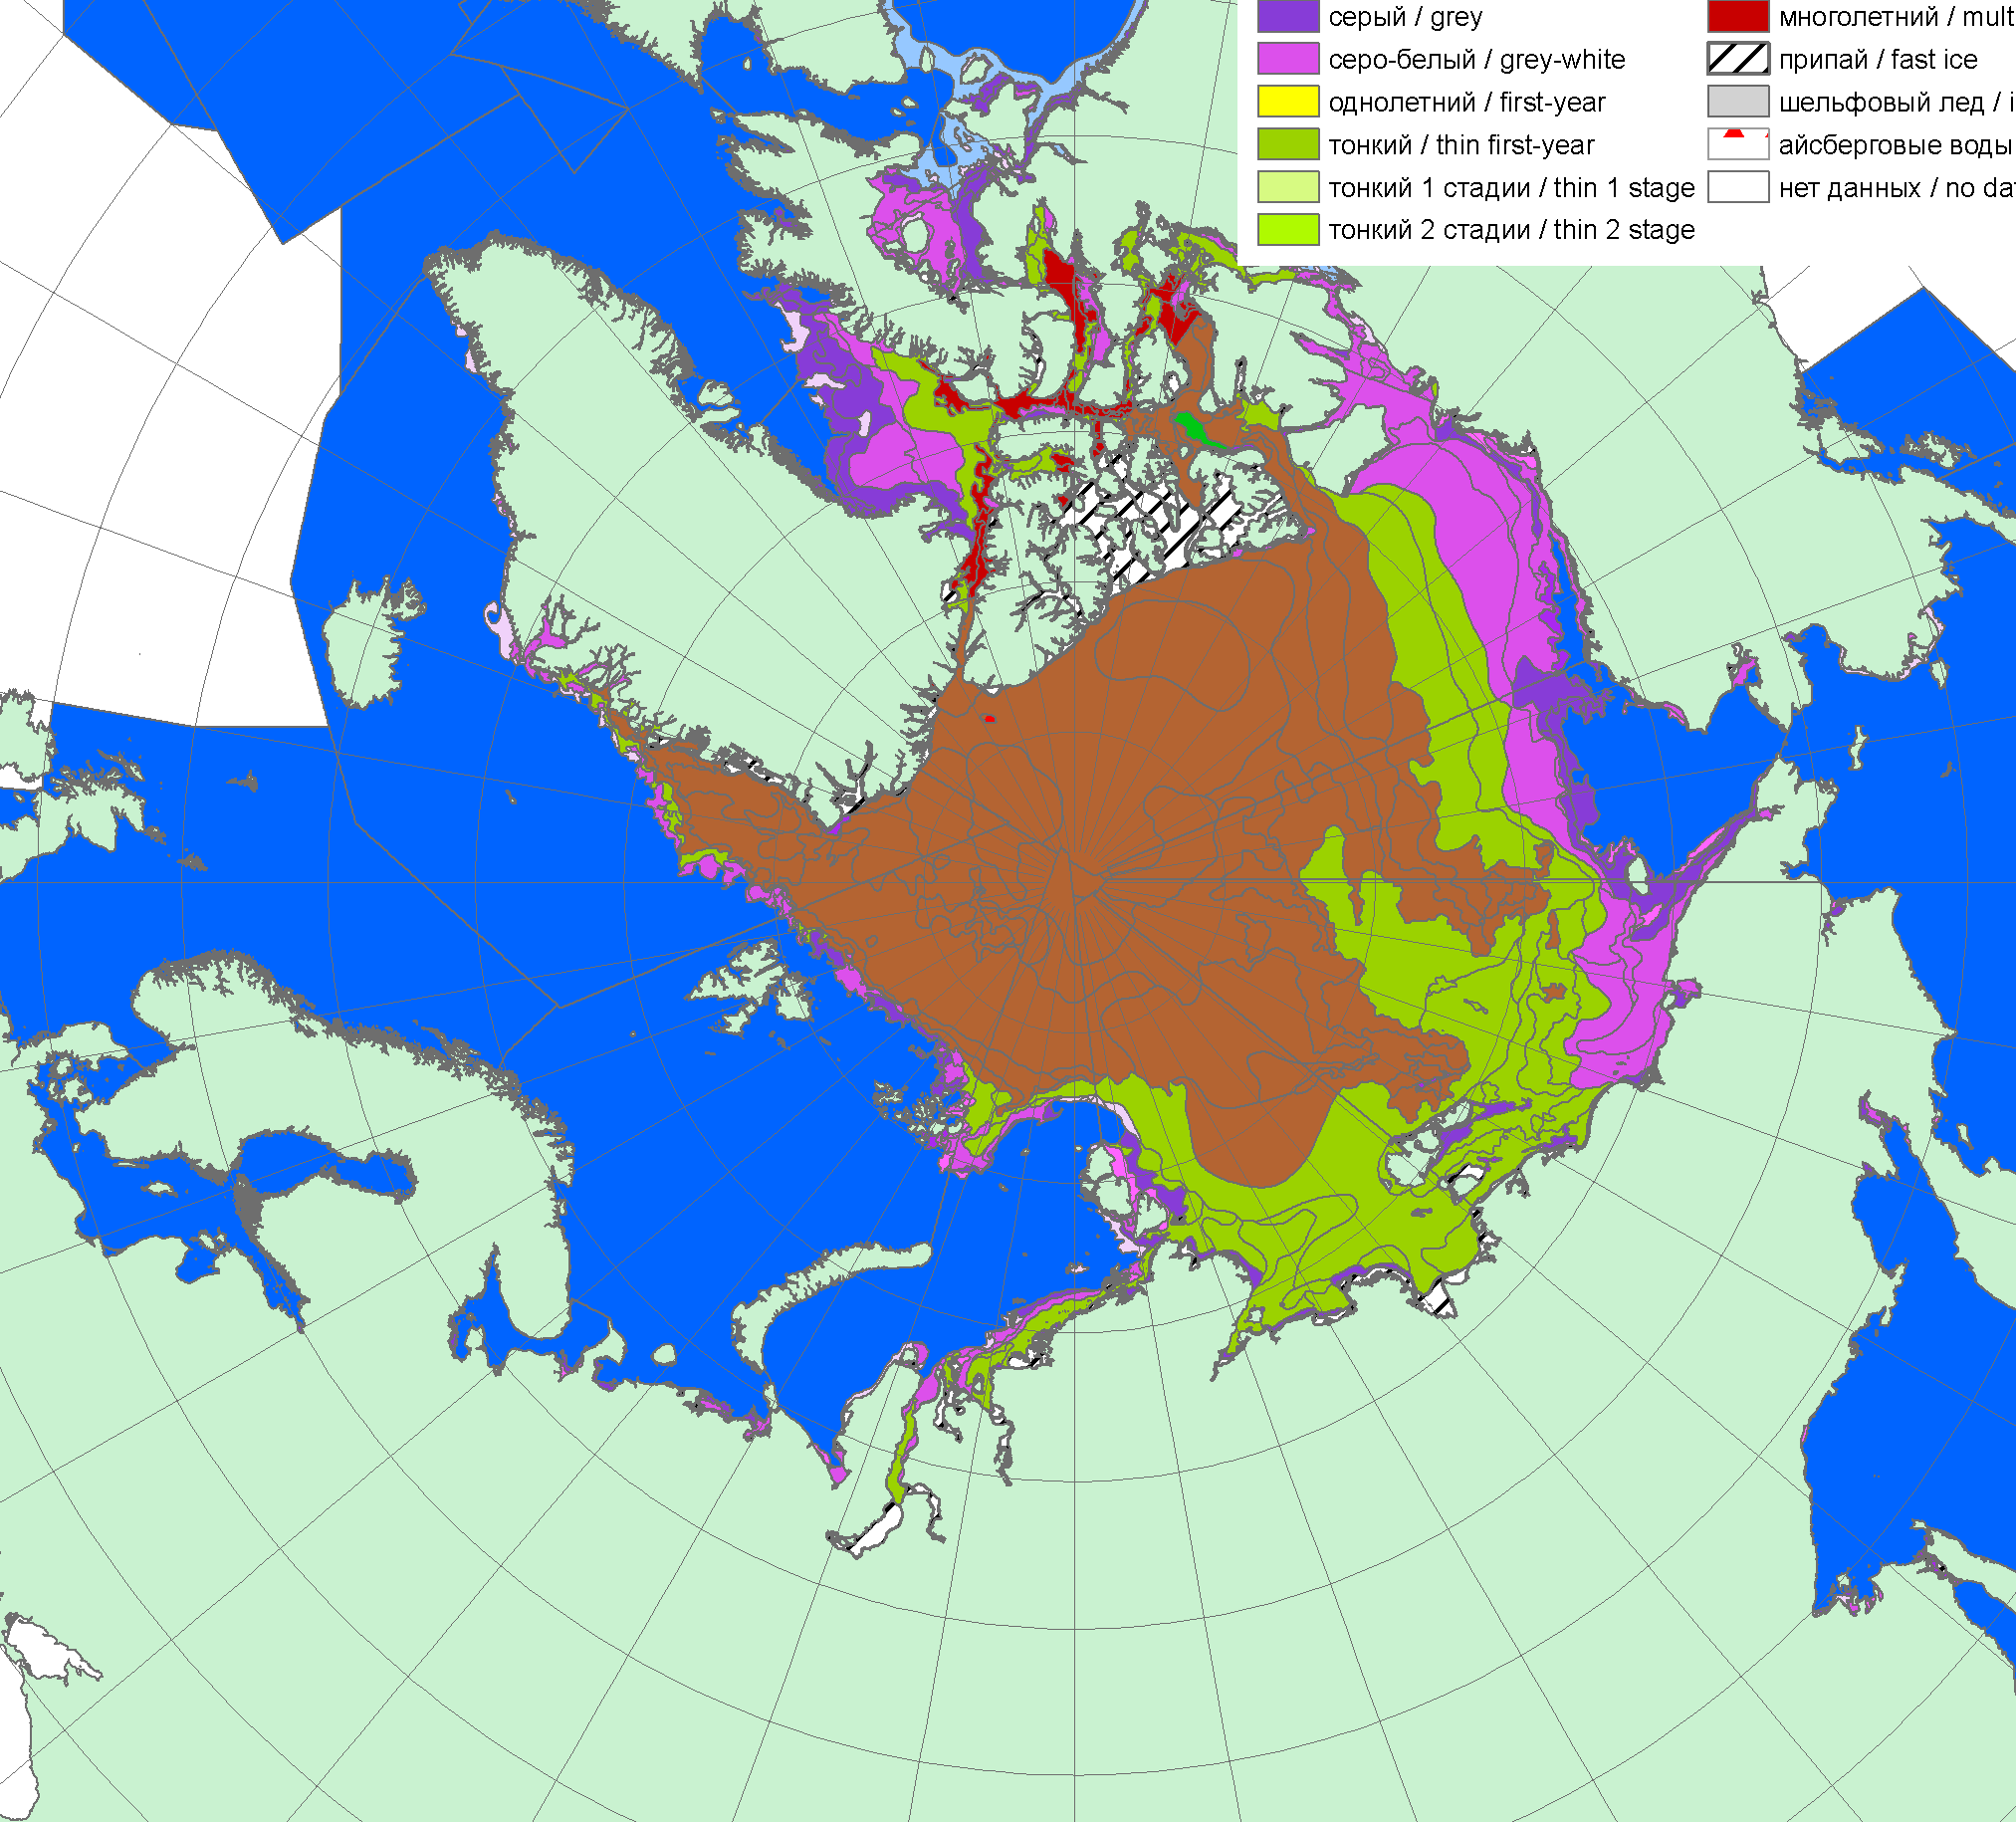 серый / grey
серо-белый / grey-white
однолетний / first-year
тонкий / thin first-year
тонкий 1 стадии / thin 1 stage
тонкий 2 стадии / thin 2 stage
многолетний / mult
припай / fast ice
шельфовый лед / i
айсберговые воды
нет данных / no da